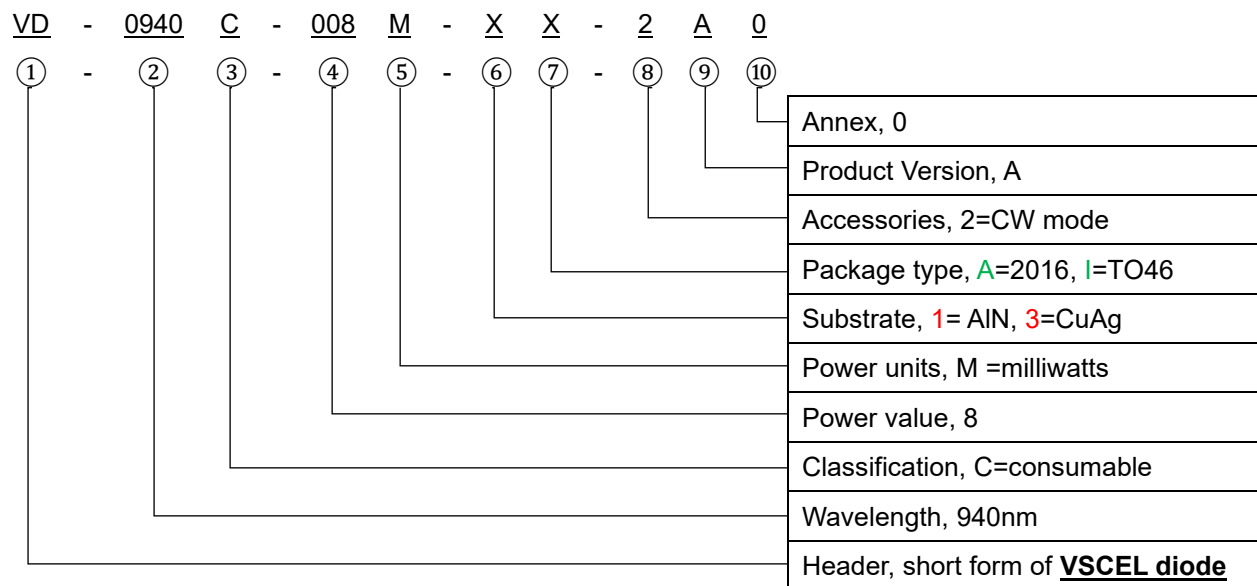 VD - 0940 C - 008 M - X X - 2 A 0
① - ② ③ - ④ ⑤ - ⑥ ⑦ - ⑧ ⑨ ⑩
Annex, 0
Product Version, A
Accessories, 2=CW mode
Package type, A=2016, I=TO46
Substrate, 1= AlN, 3=CuAg
Power units, M =milliwatts
Power value, 8
Classification, C=consumable
Wavelength, 940nm
Header, short form of VSCEL diode